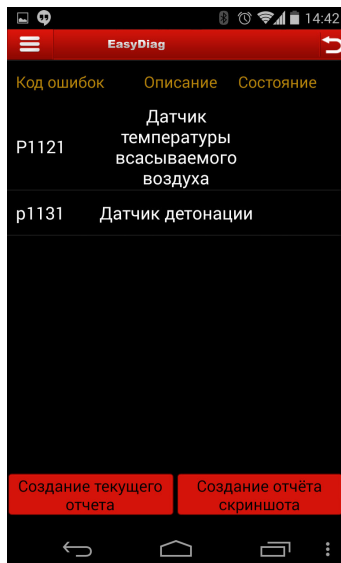 14:42
EasyDiag
Код ошибок Описание Состояние
Датчик
температуры
P1121
всасываемого
воздуха
p1131 Датчик детонации
Создание текущего
отчета
Создание отчёта
скриншота